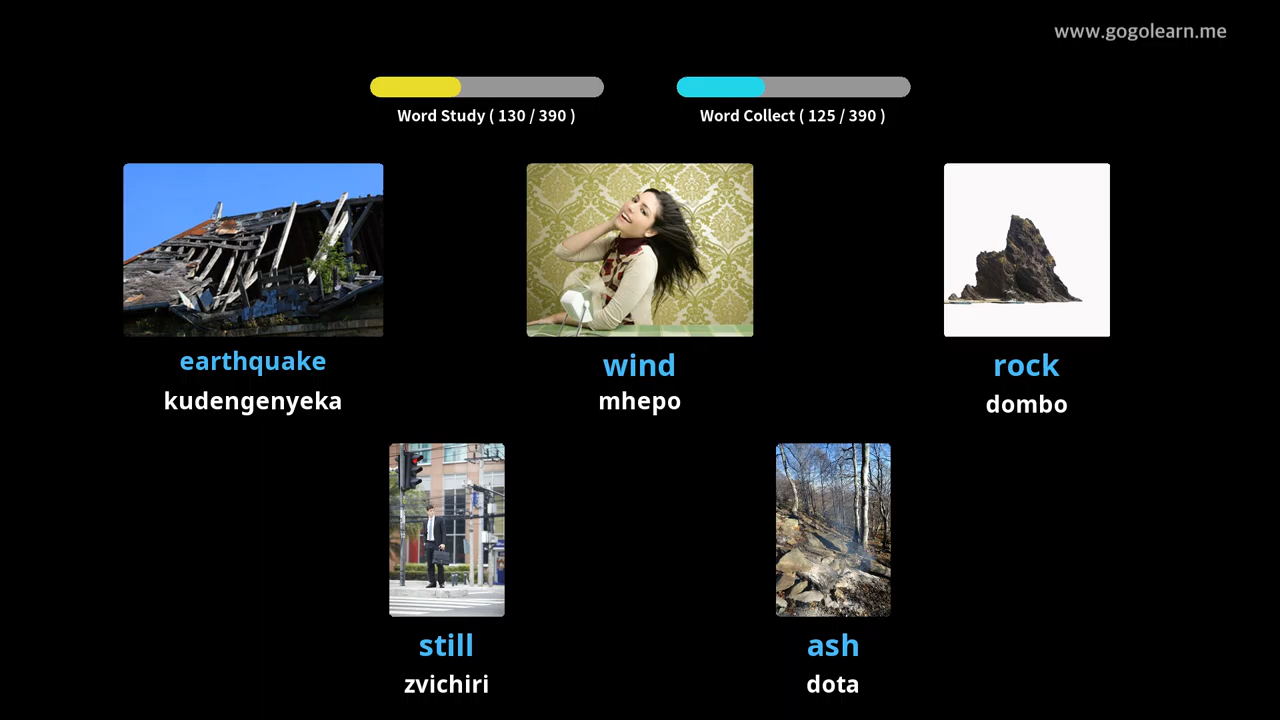 www.gogolearn.me
Word Study ( 130 / 390 )
Word Collect ( 125 / 390 )
earthquake
kudengenyeka
wind
mhepo
rock
dombo
still
zvichiri
ash
dota